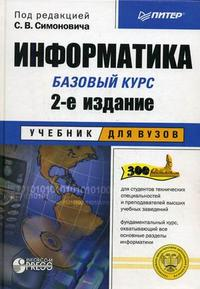 Под редакцией
С. В. Симоновича
ПИТЕР
ИНФОРМАТИКА
БАЗОВЫЙ КУРС
2-е издание
УЧЕБНИК ДЛЯ ВУЗОВ
300
для студентов технических
специальностей
и преподавателей высших
учебных заведений
фундаментальный курс,
охватывающий все
основные разделы
информатики
PRESS